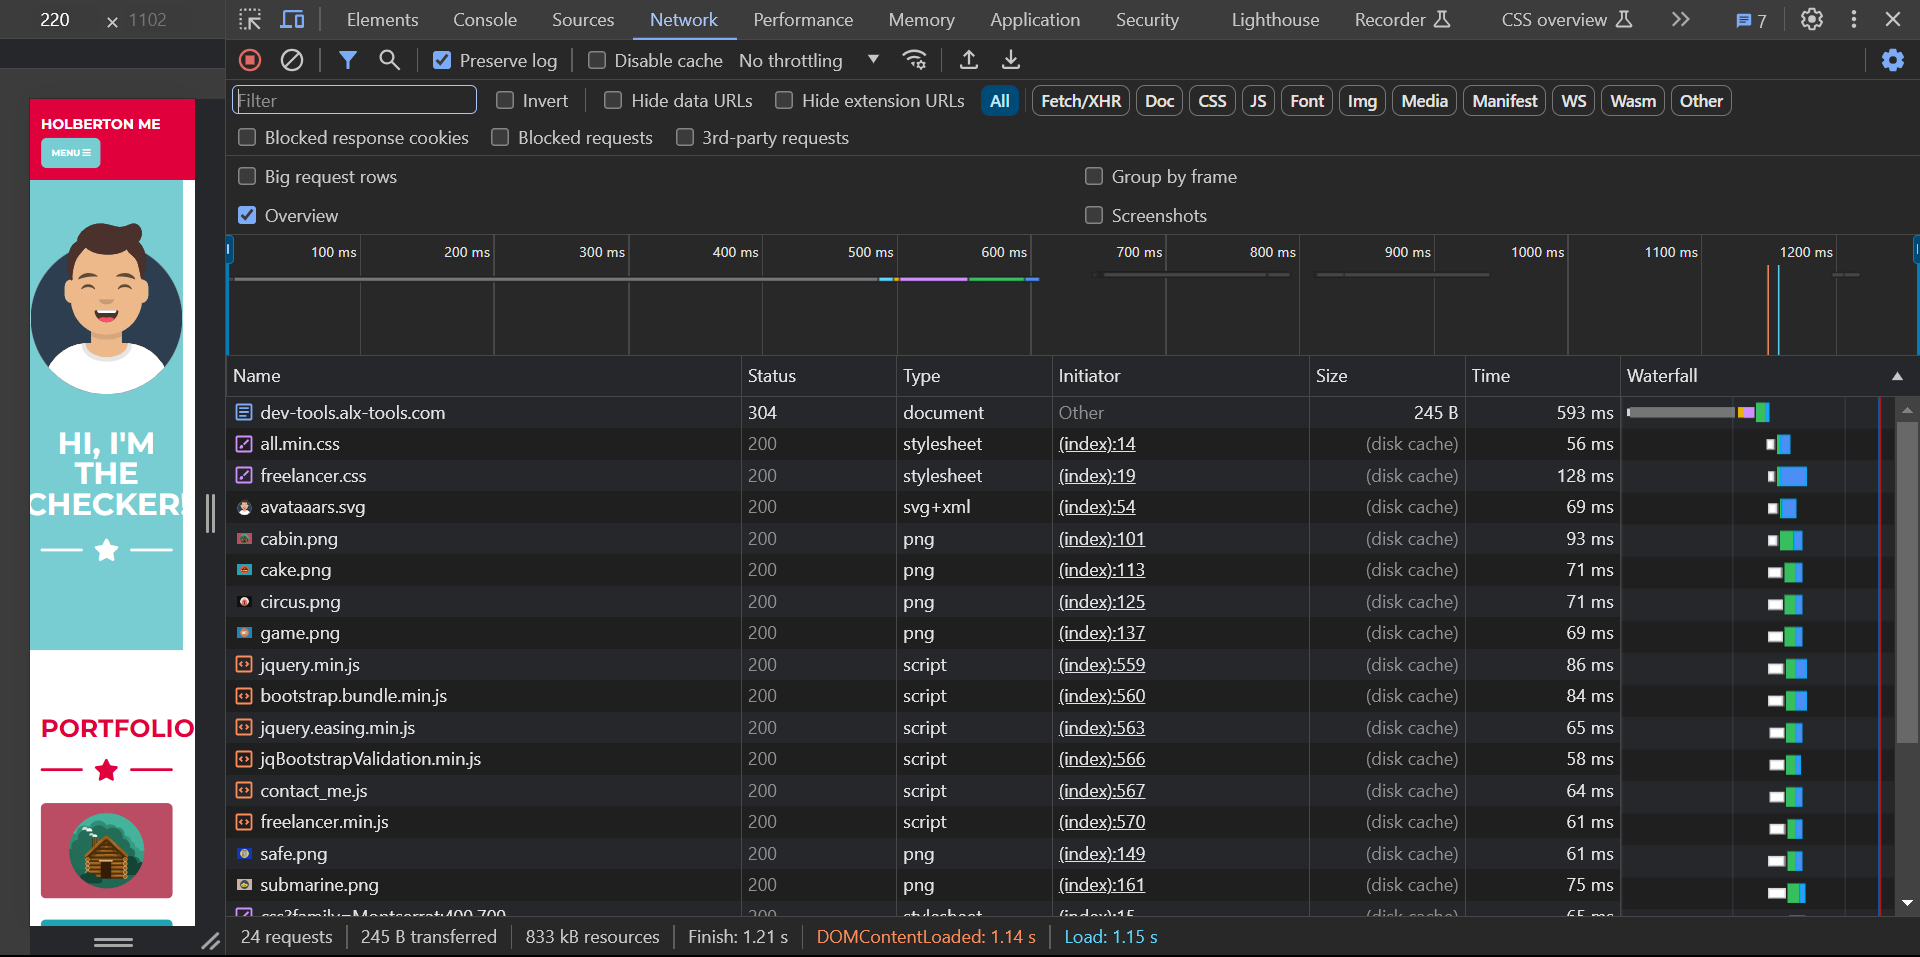 220 × 1102
Elements Console Sources Network Performance Memory Application Security Lighthouse Recorder CSS overview 7
Preserve log Disable cache No throttling
Filter Invert Hide data URLs Hide extension URLs All Fetch/XHR Doc CSS JS Font Img Media Manifest WS Wasm Other
Blocked response cookies Blocked requests 3rd-party requests
Big request rows Group by frame
Overview Screenshots
100 ms 200 ms 300 ms 400 ms 500 ms 600 ms 700 ms 800 ms 900 ms 1000 ms 1100 ms 1200 ms
Name Status Type Initiator Size Time Waterfall
dev-tools.alx-tools.com 304 document Other 245 B 593 ms
all.min.css 200 stylesheet (index):14 (disk cache) 56 ms
freelancer.css 200 stylesheet (index):19 (disk cache) 128 ms
avataaars.svg 200 svg+xml (index):54 (disk cache) 69 ms
cabin.png 200 png (index):101 (disk cache) 93 ms
cake.png 200 png (index):113 (disk cache) 71 ms
circus.png 200 png (index):125 (disk cache) 71 ms
game.png 200 png (index):137 (disk cache) 69 ms
jquery.min.js 200 script (index):559 (disk cache) 86 ms
bootstrap.bundle.min.js 200 script (index):560 (disk cache) 84 ms
jquery.easing.min.js 200 script (index):563 (disk cache) 65 ms
jqBootstrapValidation.min.js 200 script (index):566 (disk cache) 58 ms
contact_me.js 200 script (index):567 (disk cache) 64 ms
freelancer.min.js 200 script (index):570 (disk cache) 61 ms
safe.png 200 png (index):149 (disk cache) 61 ms
submarine.png 200 png (index):161 (disk cache) 75 ms
css?family=Montserrat:400,700 200 stylesheet (index):15 (disk cache) 65 ms
24 requests 245 B transferred 833 kB resources Finish: 1.21 s DOMContentLoaded: 1.14 s Load: 1.15 s
HOLBERTON ME
MENU
HI, I'M
THE
CHECKER!
PORTFOLIO